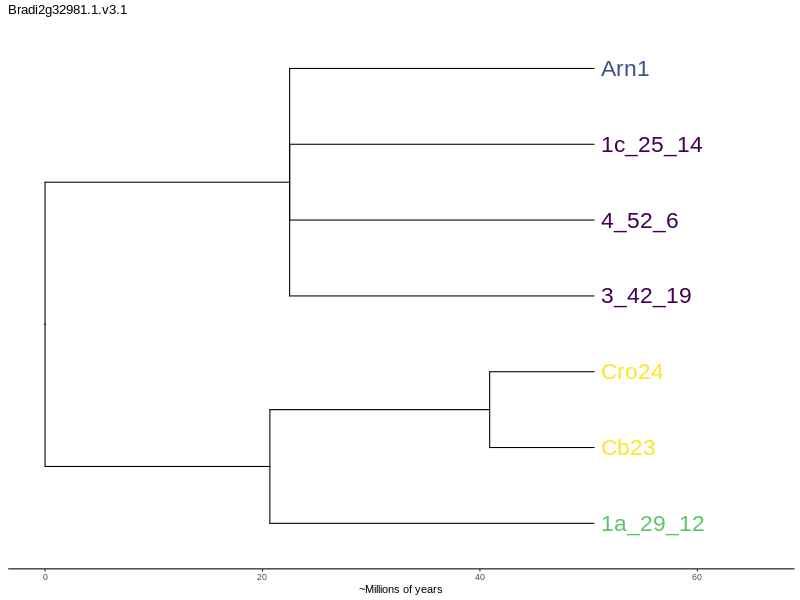 Bradi2g32981.1.v3.1
Arn1
1c_25_14
4_52_6
3_42_19
Cro24
Cb23
1a_29_12
0 20 40 60
~Millions of years